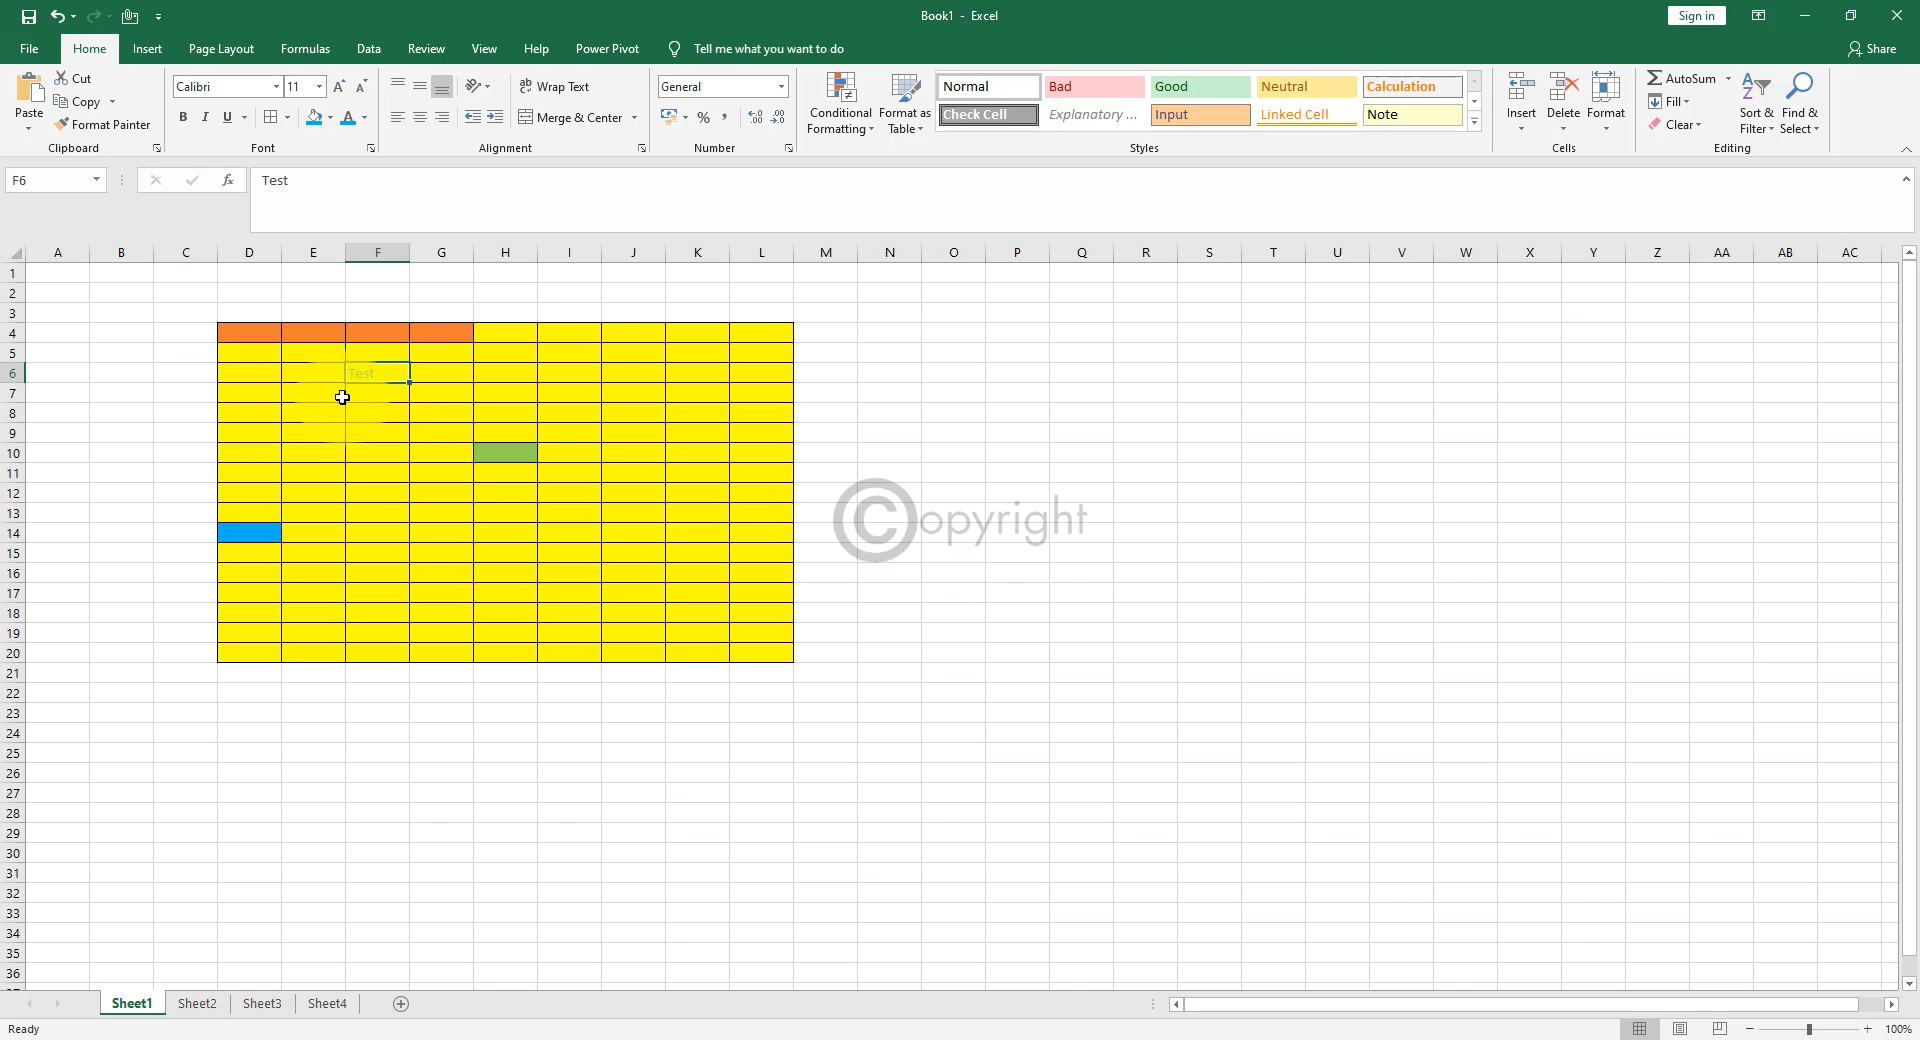 Book1 - Excel
Sign in
File Home Insert Page Layout Formulas Data Review View Help Power Pivot Tell me what you want to do Share
Paste Cut Copy Format Painter
Clipboard
Calibri 11 A A
B I U A
Font
ab Wrap Text
Merge & Center
Alignment
General
% , .00 .0
Number
Conditional Formatting Format as Table
Normal Bad Good Neutral Calculation
Check Cell Explanatory ... Input Linked Cell Note
Styles
Insert Delete Format
Cells
AutoSum
Fill
Clear
Sort & Filter Find & Select
Editing
F6 fx Test
A B C D E F G H I J K L M N O P Q R S T U V W X Y Z AA AB AC
1
2
3
4
5
6 Test
7
8
9
10
11
12
13
14
15
16
17
18
19
20
21
22
23
24
25
26
27
28
29
30
31
32
33
34
35
36
©opyright
Sheet1 Sheet2 Sheet3 Sheet4
Ready 100%